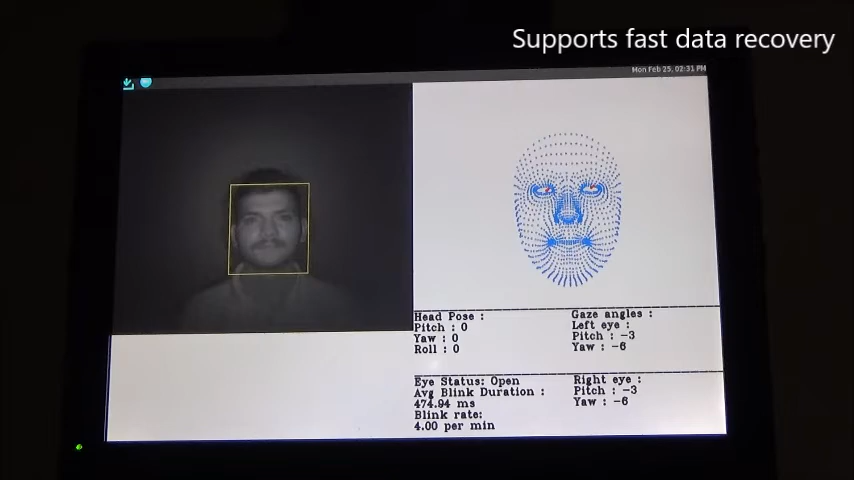 Supports fast data recovery
Mon Feb 25, 02:31 PM
Head Pose :
Pitch : 0
Yaw : 0
Roll : 0
Gaze angles :
Left eye :
Pitch : -3
Yaw : -6
Eye Status: Open
Avg Blink Duration :
474.94 ms
Blink rate:
4.00 per min
Right eye :
Pitch : -3
Yaw : -6